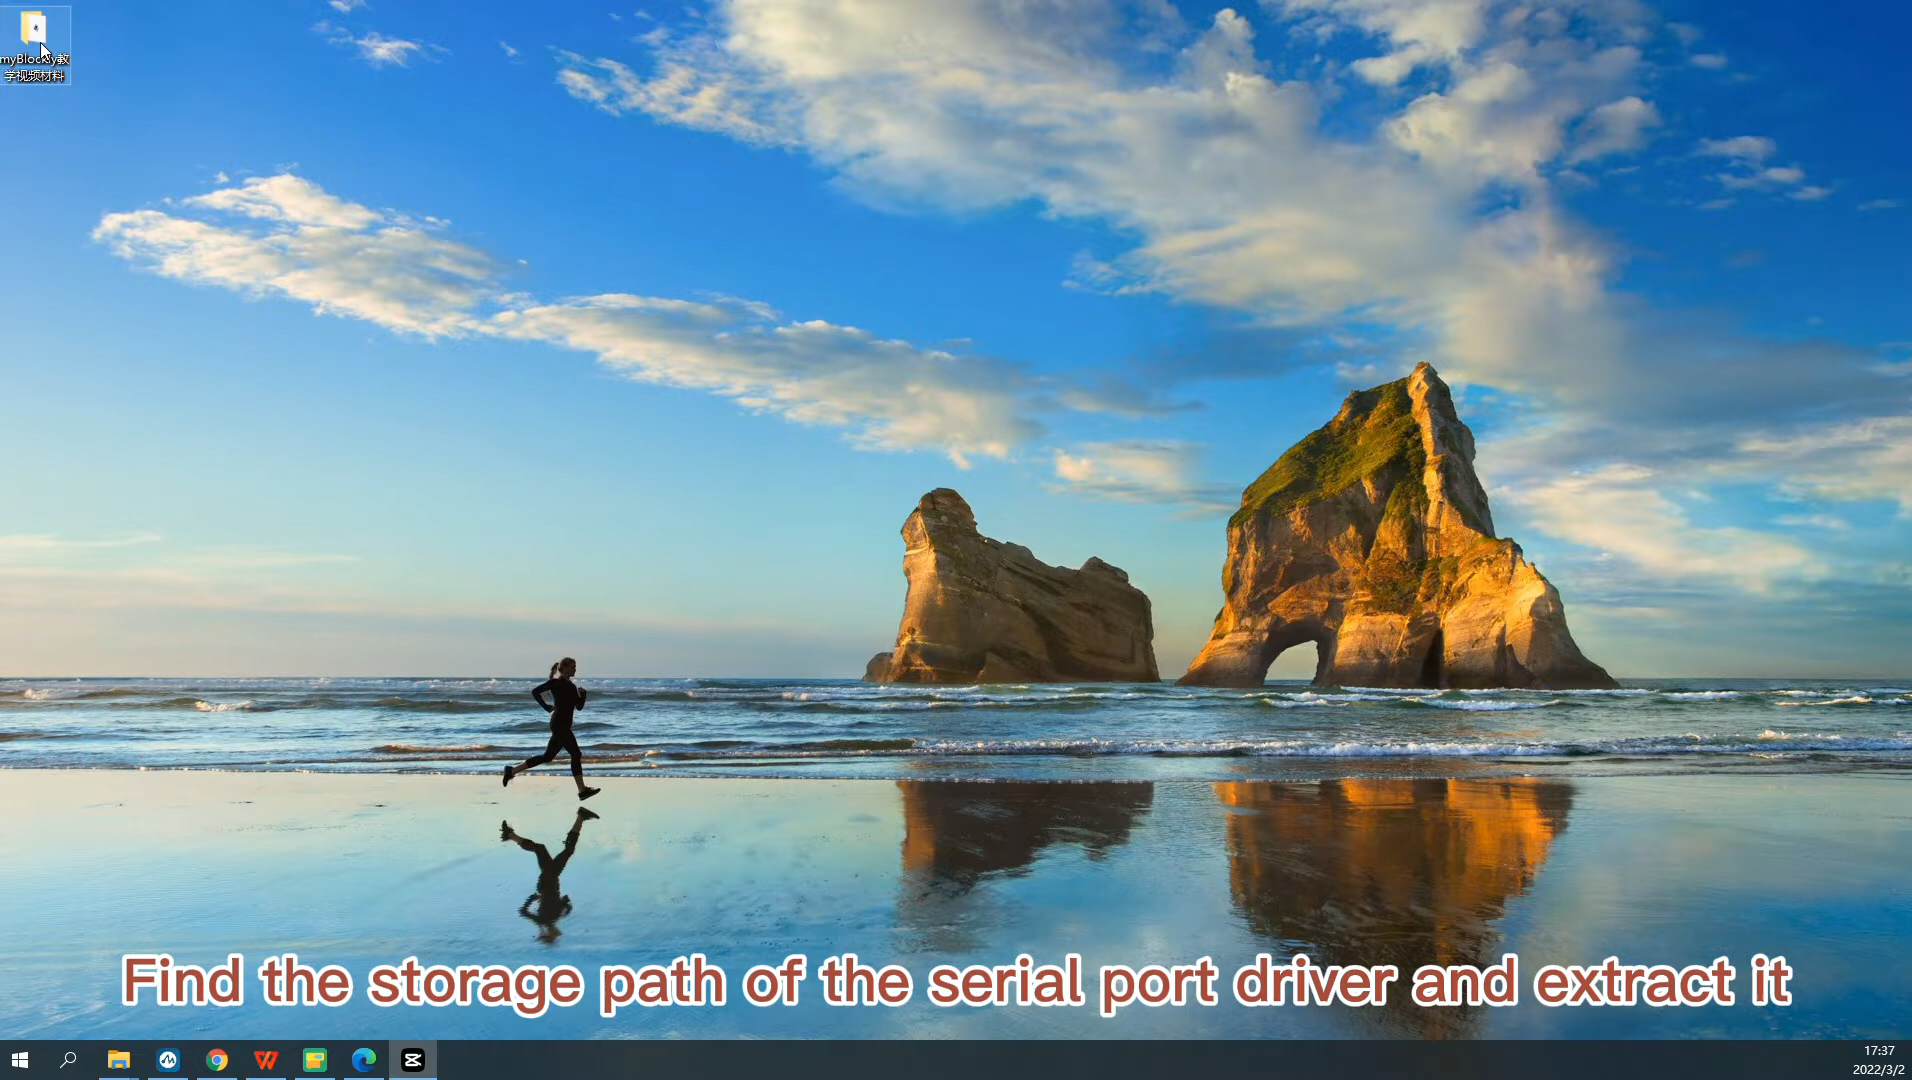 myBlockly教
学视频材料
Find the storage path of the serial port driver and extract it
17:37
2022/3/2